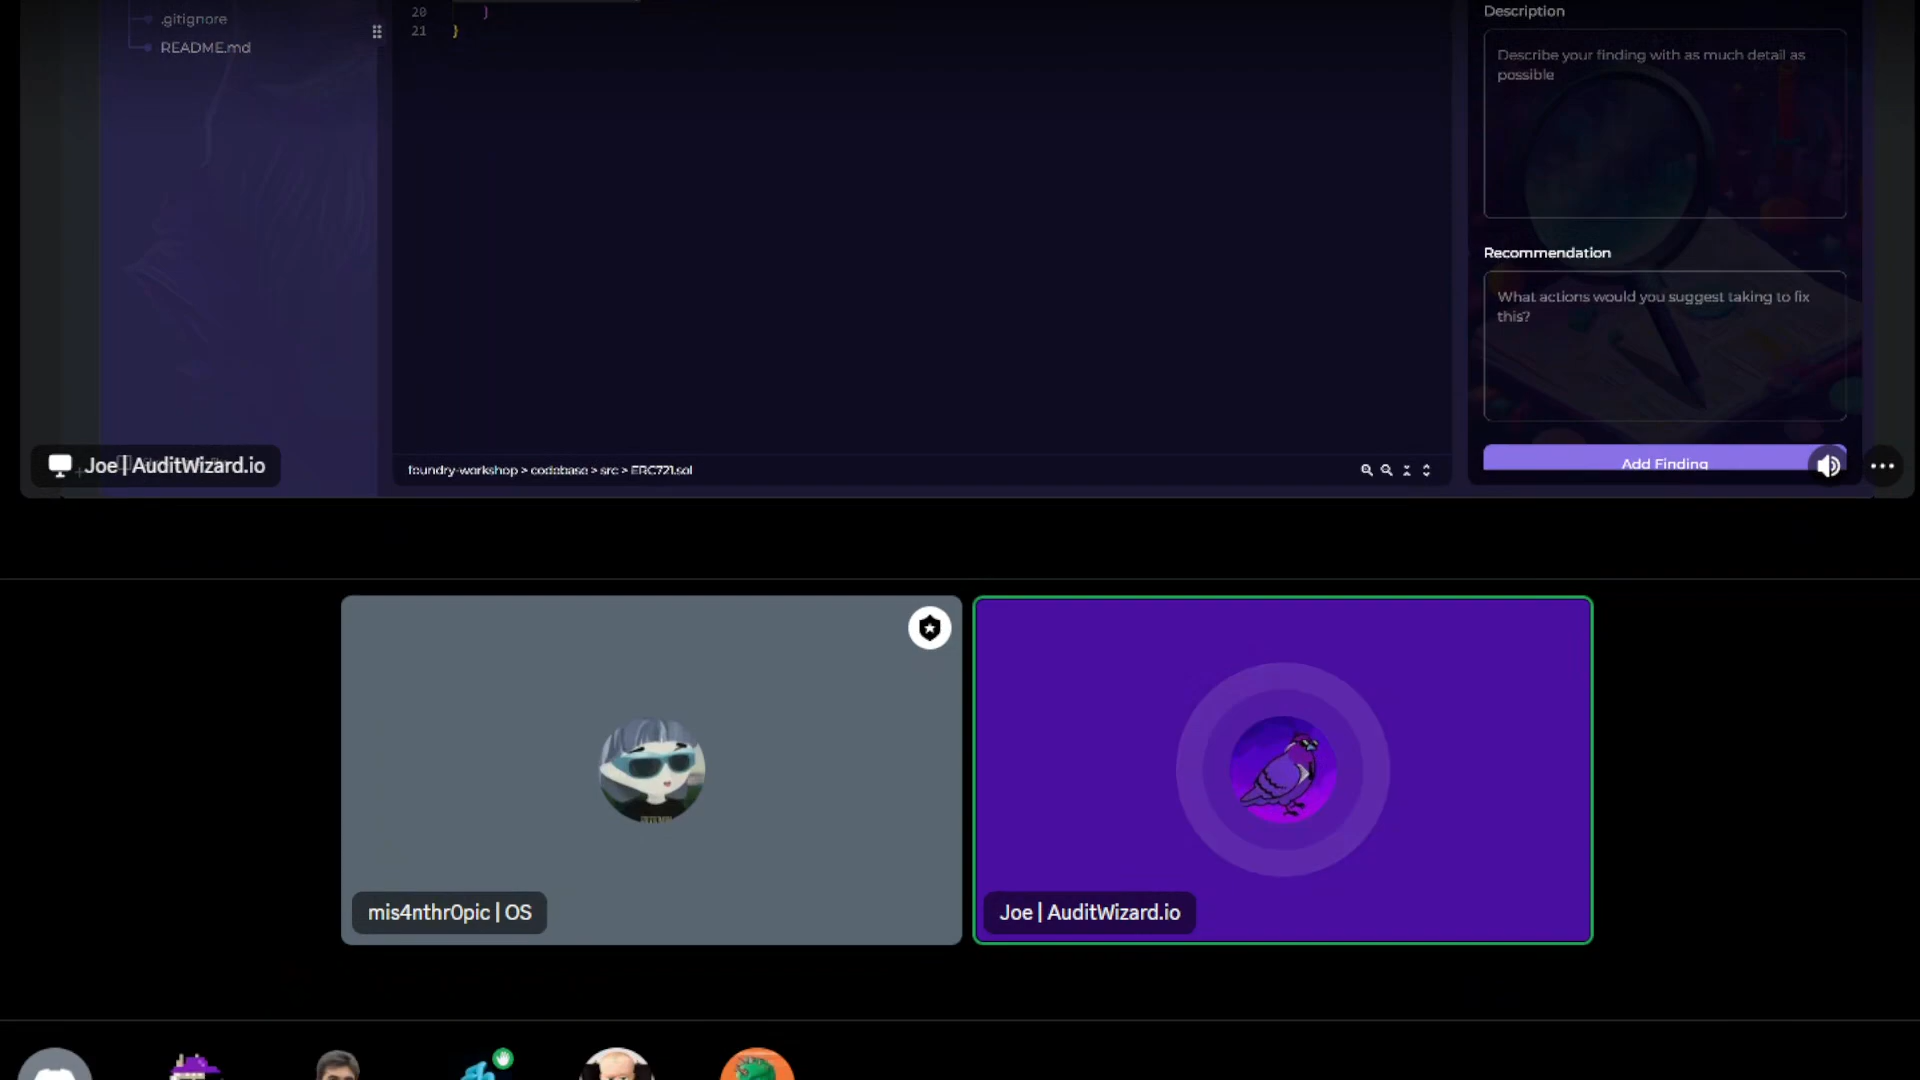 .gitignore
README.md
20 }
21 }
Description
Describe your finding with as much detail as
possible
Recommendation
What actions would you suggest taking to fix
this?
Add Finding
Joe | AuditWizard.io
foundry-workshop > codebase > src > ERC721.sol
mis4nthr0pic | OS
Joe | AuditWizard.io